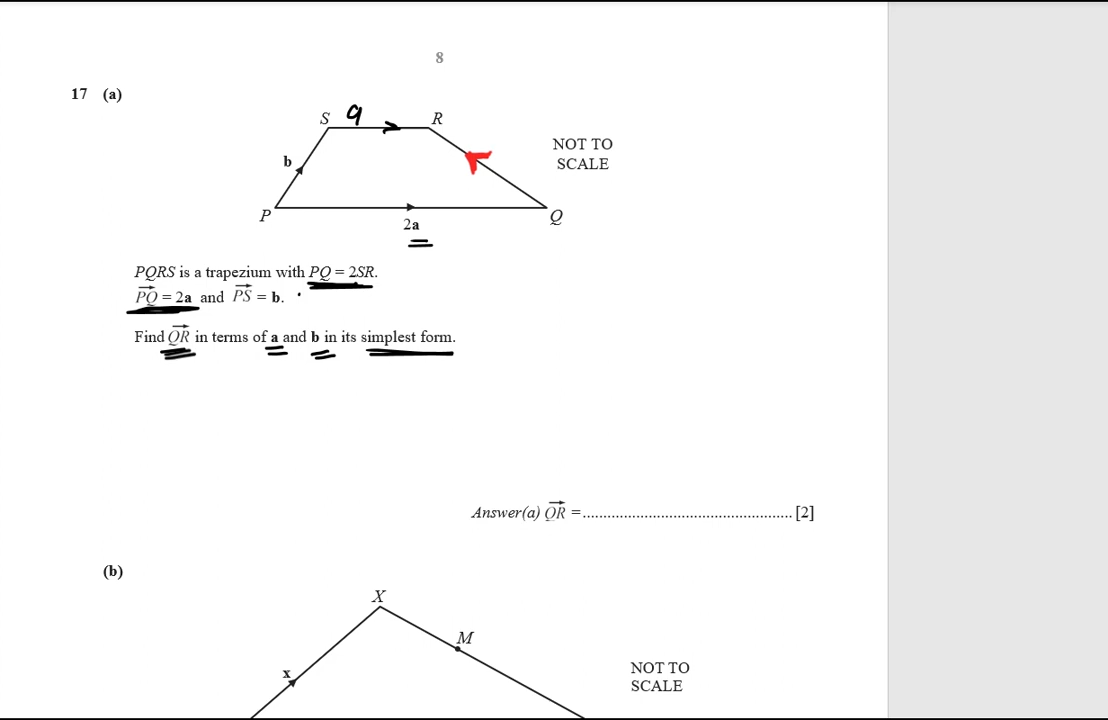 8
17 (a)
S a R
NOT TO
SCALE
b
P
Q
2a
PQRS is a trapezium with PQ = 2SR.
PQ = 2a and PS = b.
Find QR in terms of a and b in its simplest form.
Answer(a) QR =.................................................. [2]
(b)
X
M
NOT TO
SCALE
x